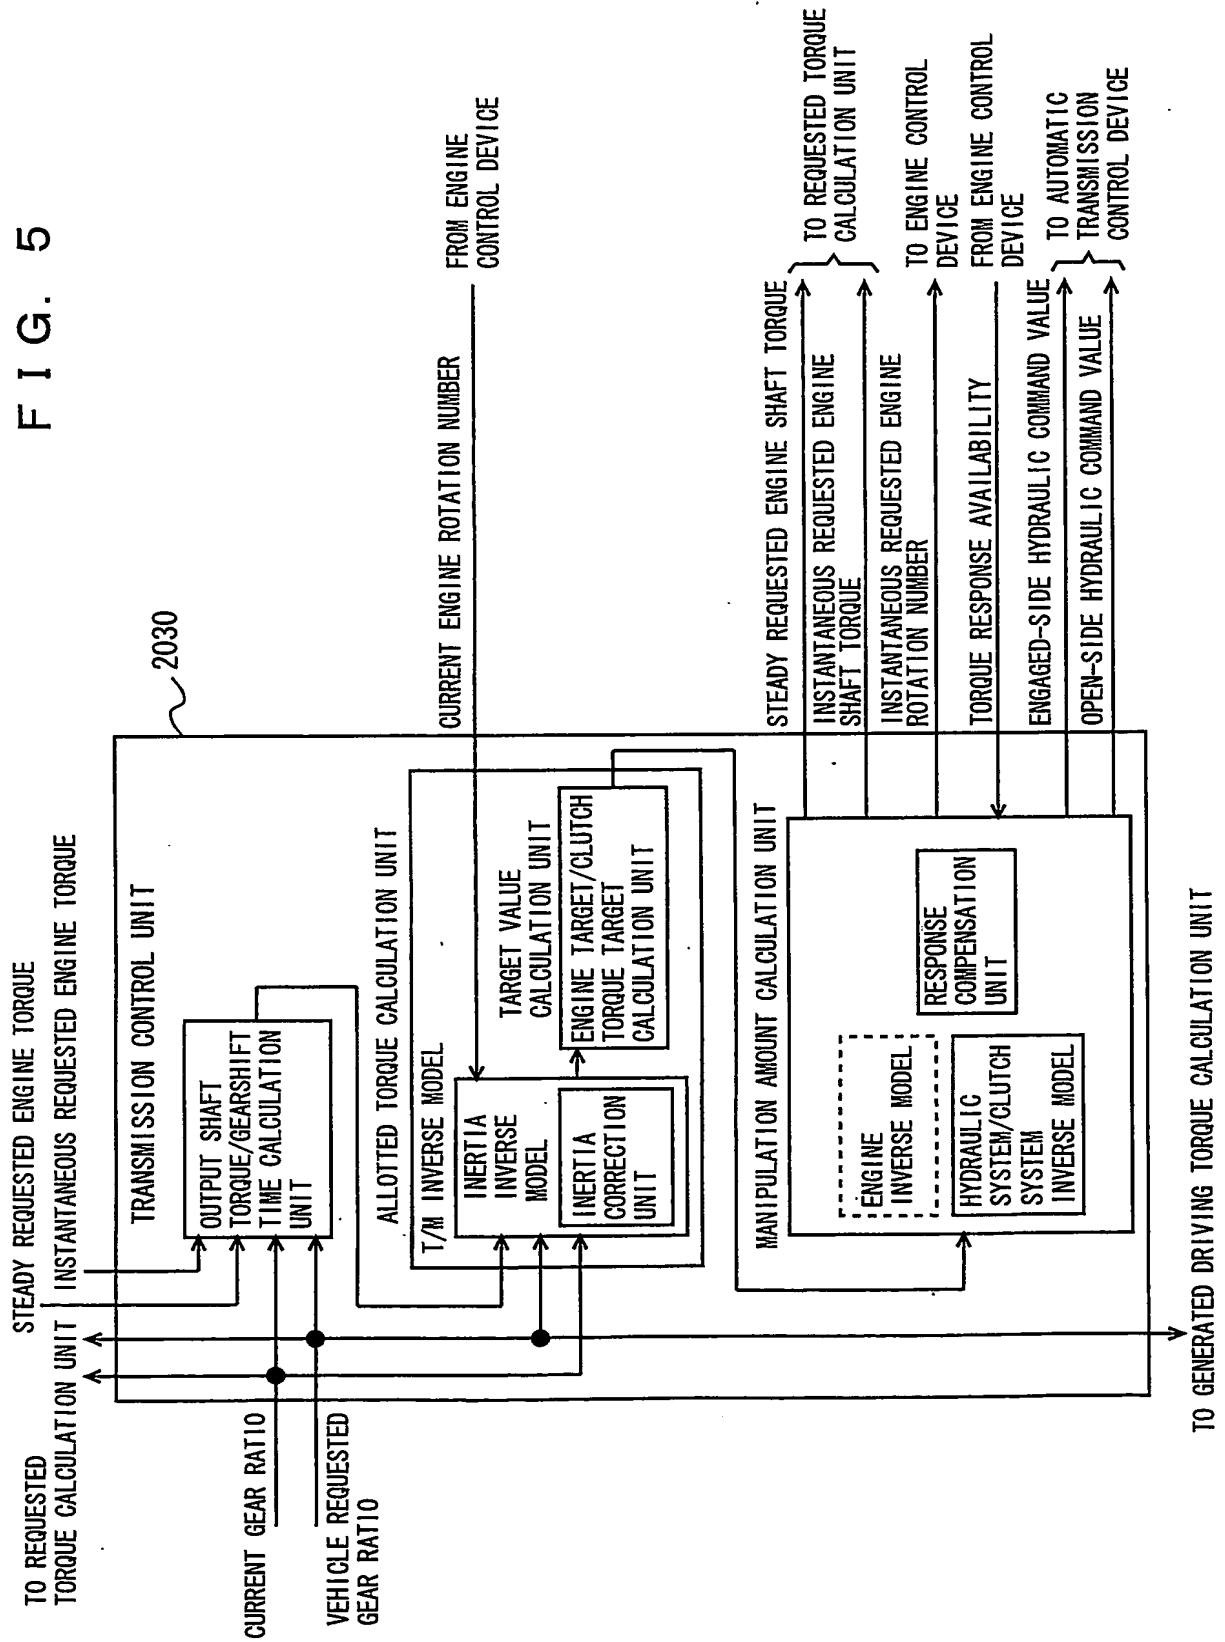 F I G. 5
TO REQUESTED
TORQUE CALCULATION UNIT
STEADY REQUESTED ENGINE TORQUE
INSTANTANEOUS REQUESTED ENGINE TORQUE
2030
TRANSMISSION CONTROL UNIT
CURRENT GEAR RATIO
VEHICLE REQUESTED
GEAR RATIO
OUTPUT SHAFT
TORQUE/GEARSHIFT
TIME CALCULATION
UNIT
ALLOTTED TORQUE CALCULATION UNIT
T/M INVERSE MODEL
INERTIA
INVERSE
MODEL
INERTIA
CORRECTION
UNIT
TARGET VALUE
CALCULATION UNIT
ENGINE TARGET/CLUTCH
TORQUE TARGET
CALCULATION UNIT
CURRENT ENGINE ROTATION NUMBER
FROM ENGINE
CONTROL DEVICE
MANIPULATION AMOUNT CALCULATION UNIT
ENGINE
INVERSE MODEL
HYDRAULIC
SYSTEM/CLUTCH
SYSTEM
INVERSE MODEL
RESPONSE
COMPENSATION
UNIT
STEADY REQUESTED ENGINE SHAFT TORQUE
INSTANTANEOUS REQUESTED ENGINE
SHAFT TORQUE
TO REQUESTED TORQUE
CALCULATION UNIT
INSTANTANEOUS REQUESTED ENGINE
ROTATION NUMBER
TO ENGINE CONTROL
DEVICE
TORQUE RESPONSE AVAILABILITY
FROM ENGINE CONTROL
DEVICE
ENGAGED-SIDE HYDRAULIC COMMAND VALUE
OPEN-SIDE HYDRAULIC COMMAND VALUE
TO AUTOMATIC
TRANSMISSION
CONTROL DEVICE
TO GENERATED DRIVING TORQUE CALCULATION UNIT